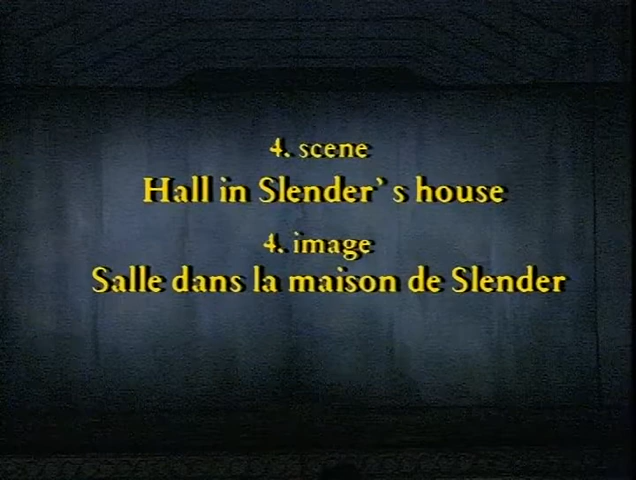 4. scene
Hall in Slender' s house
4. image
Salle dans la maison de Slender